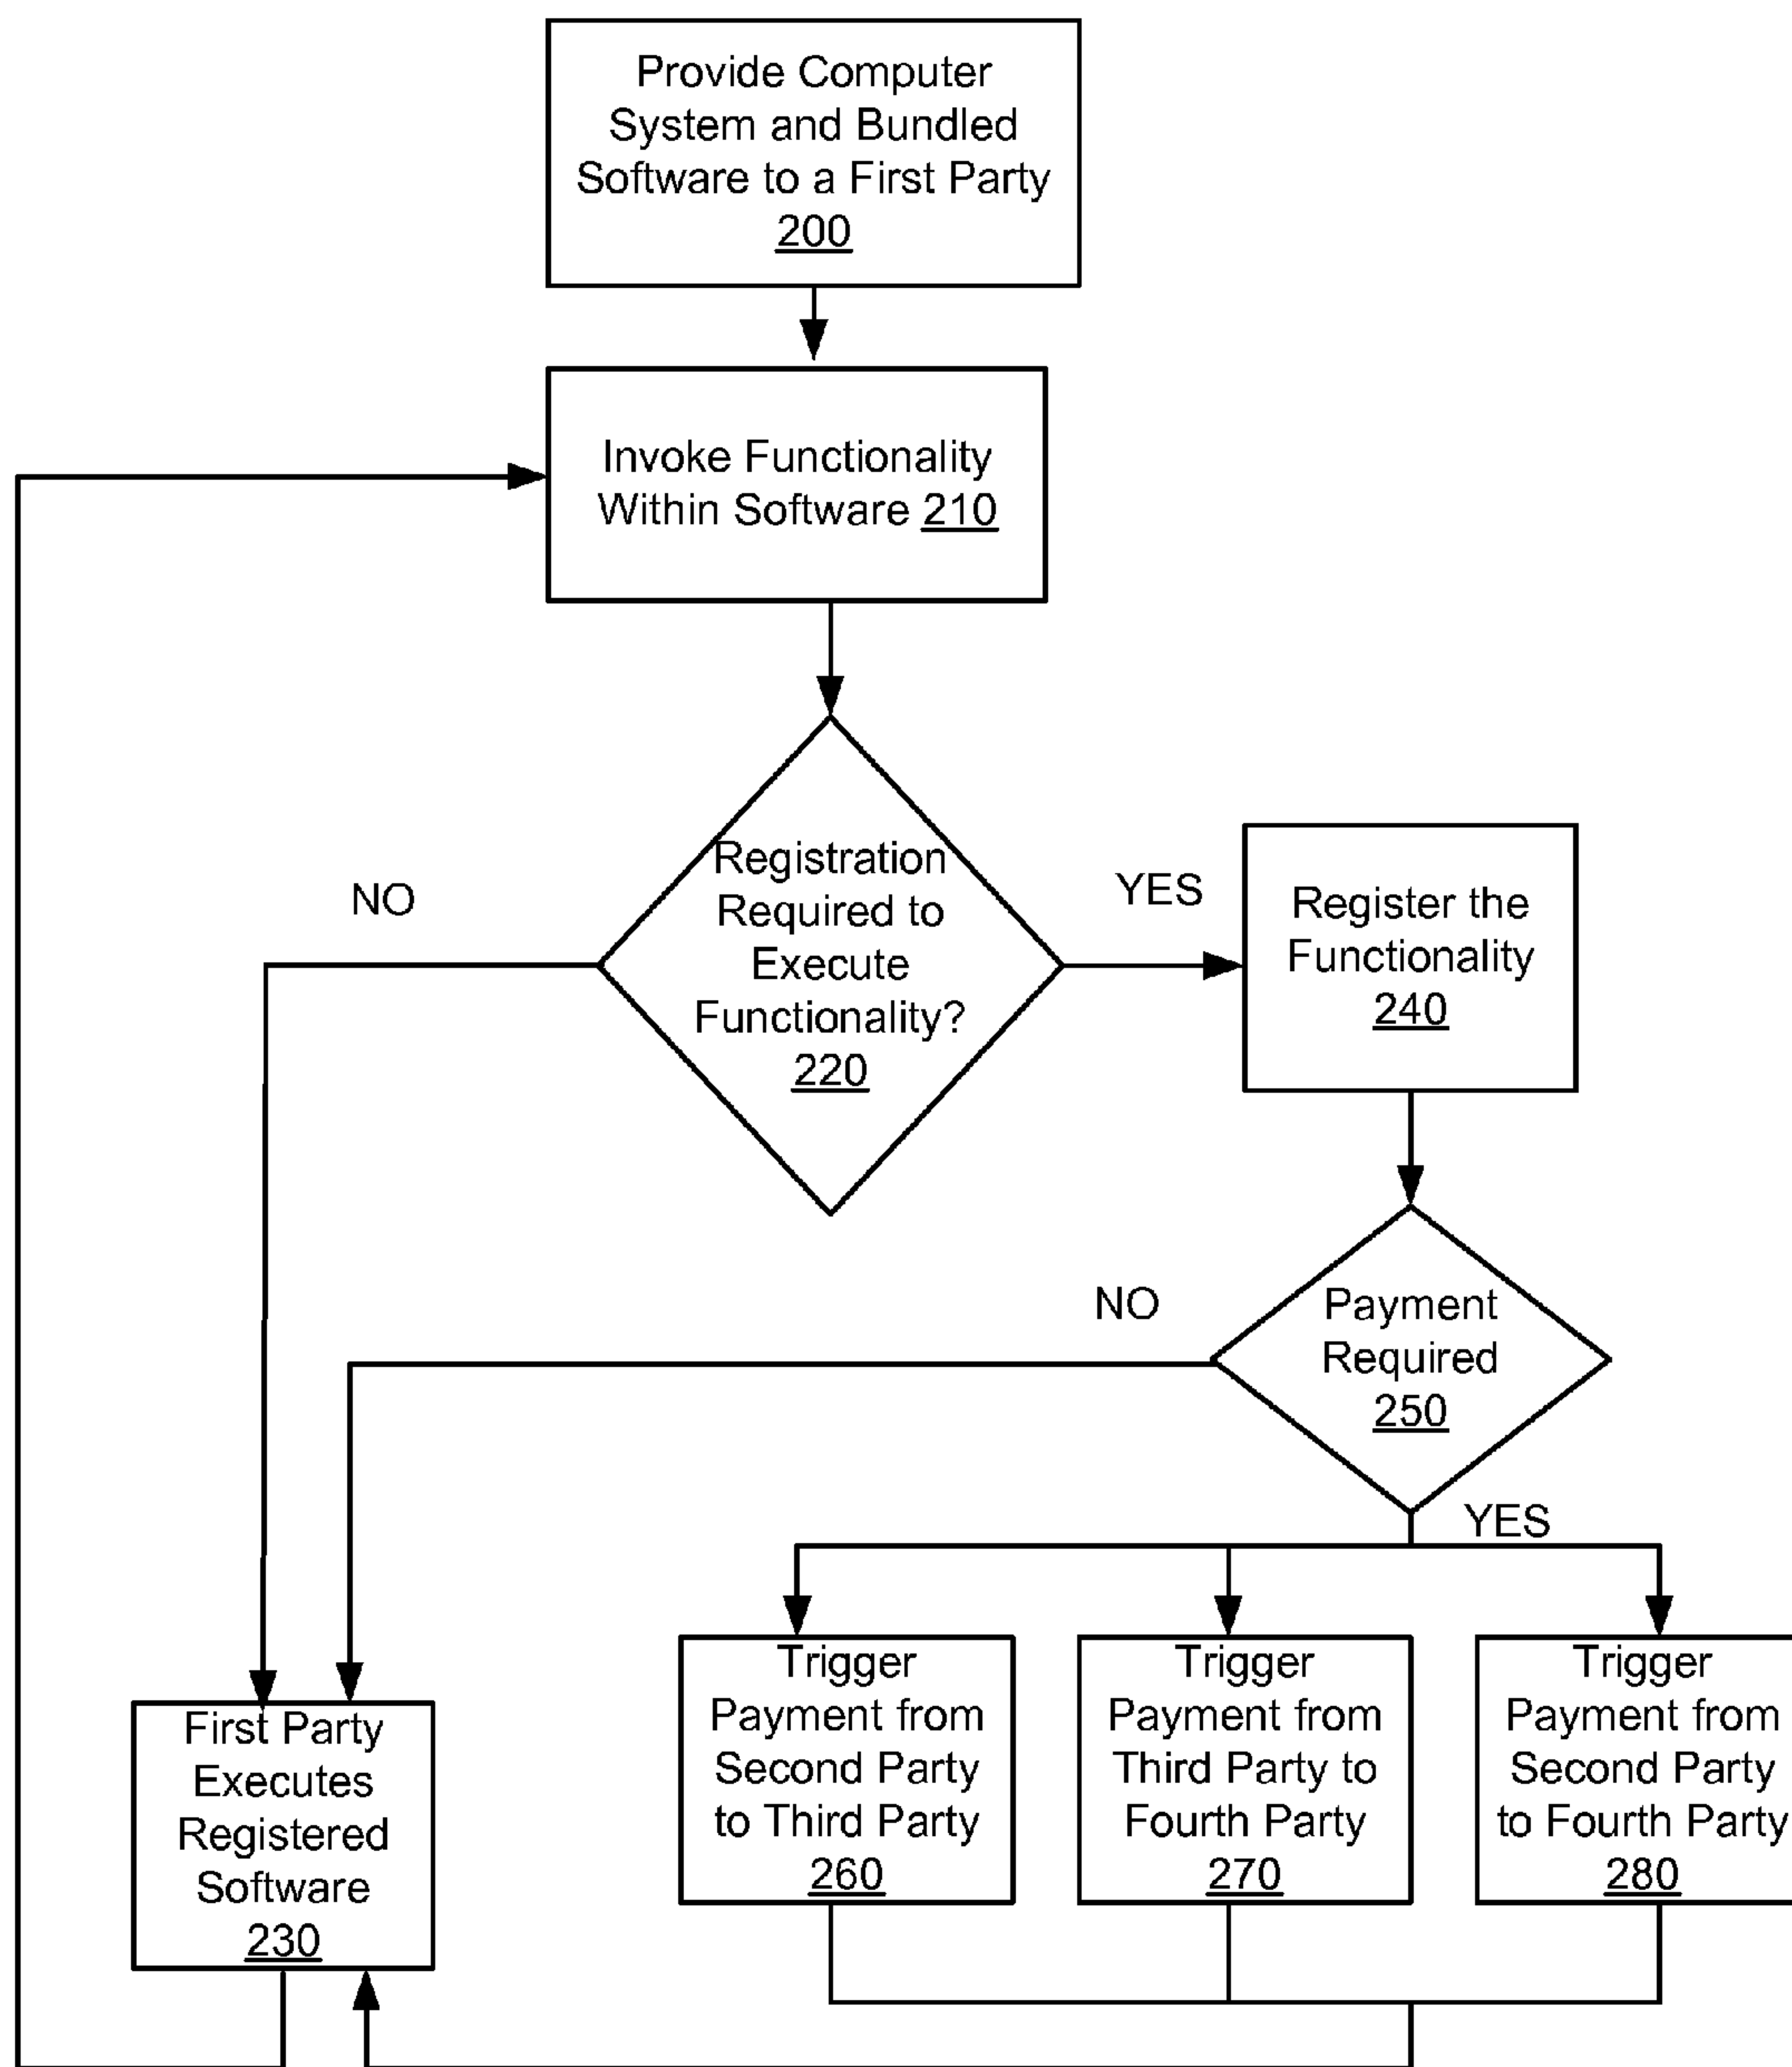 Provide Computer
System and Bundled
Software to a First Party
200
Invoke Functionality
Within Software 210
Registration
Required to
Execute
Functionality?
220
NO
YES
Register the
Functionality
240
NO
Payment
Required
250
YES
First Party
Executes
Registered
Software
230
Trigger
Payment from
Second Party
to Third Party
260
Trigger
Payment from
Third Party to
Fourth Party
270
Trigger
Payment from
Second Party
to Fourth Party
280